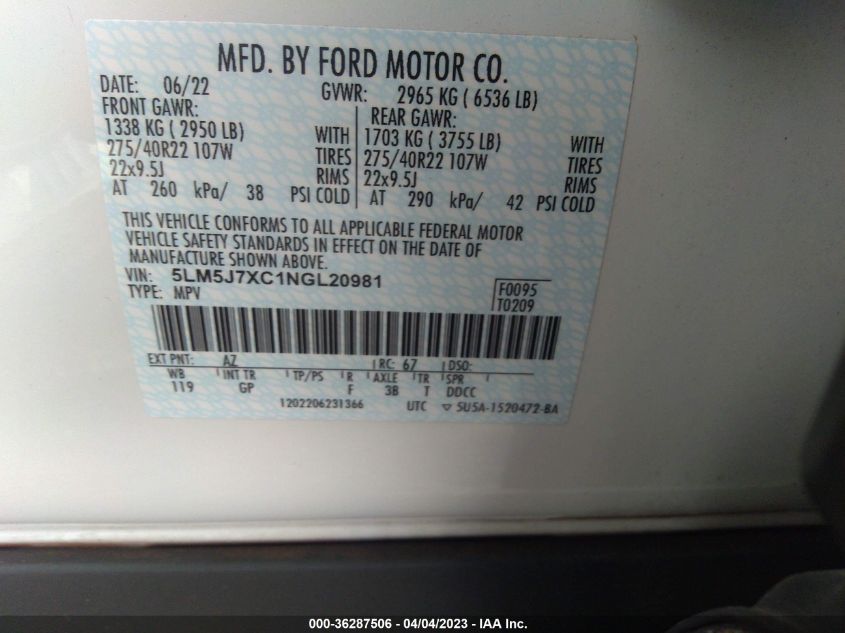 MFD. BY FORD MOTOR CO.
DATE: 06/22 GVWR: 2965 KG ( 6536 LB)
FRONT GAWR: REAR GAWR:
1338 KG ( 2950 LB) WITH 1703 KG ( 3755 LB) WITH
275/40R22 107W TIRES 275/40R22 107W TIRES
22x9.5J RIMS 22x9.5J RIMS
AT 260 kPa/ 38 PSI COLD AT 290 kPa/ 42 PSI COLD
THIS VEHICLE CONFORMS TO ALL APPLICABLE FEDERAL MOTOR
VEHICLE SAFETY STANDARDS IN EFFECT ON THE DATE OF
MANUFACTURE SHOWN ABOVE.
VIN: 5LM5J7XC1NGL20981 F0095
TYPE: MPV T0209
EXT PNT: AZ RC: 67 DSO:
WB INT TR TP/PS R AXLE TR SPR
119 GP F 3B T DDCC
1202206231366 UTC ▽ 5U5A-1520472-BA
000-36287506 - 04/04/2023 - IAA Inc.